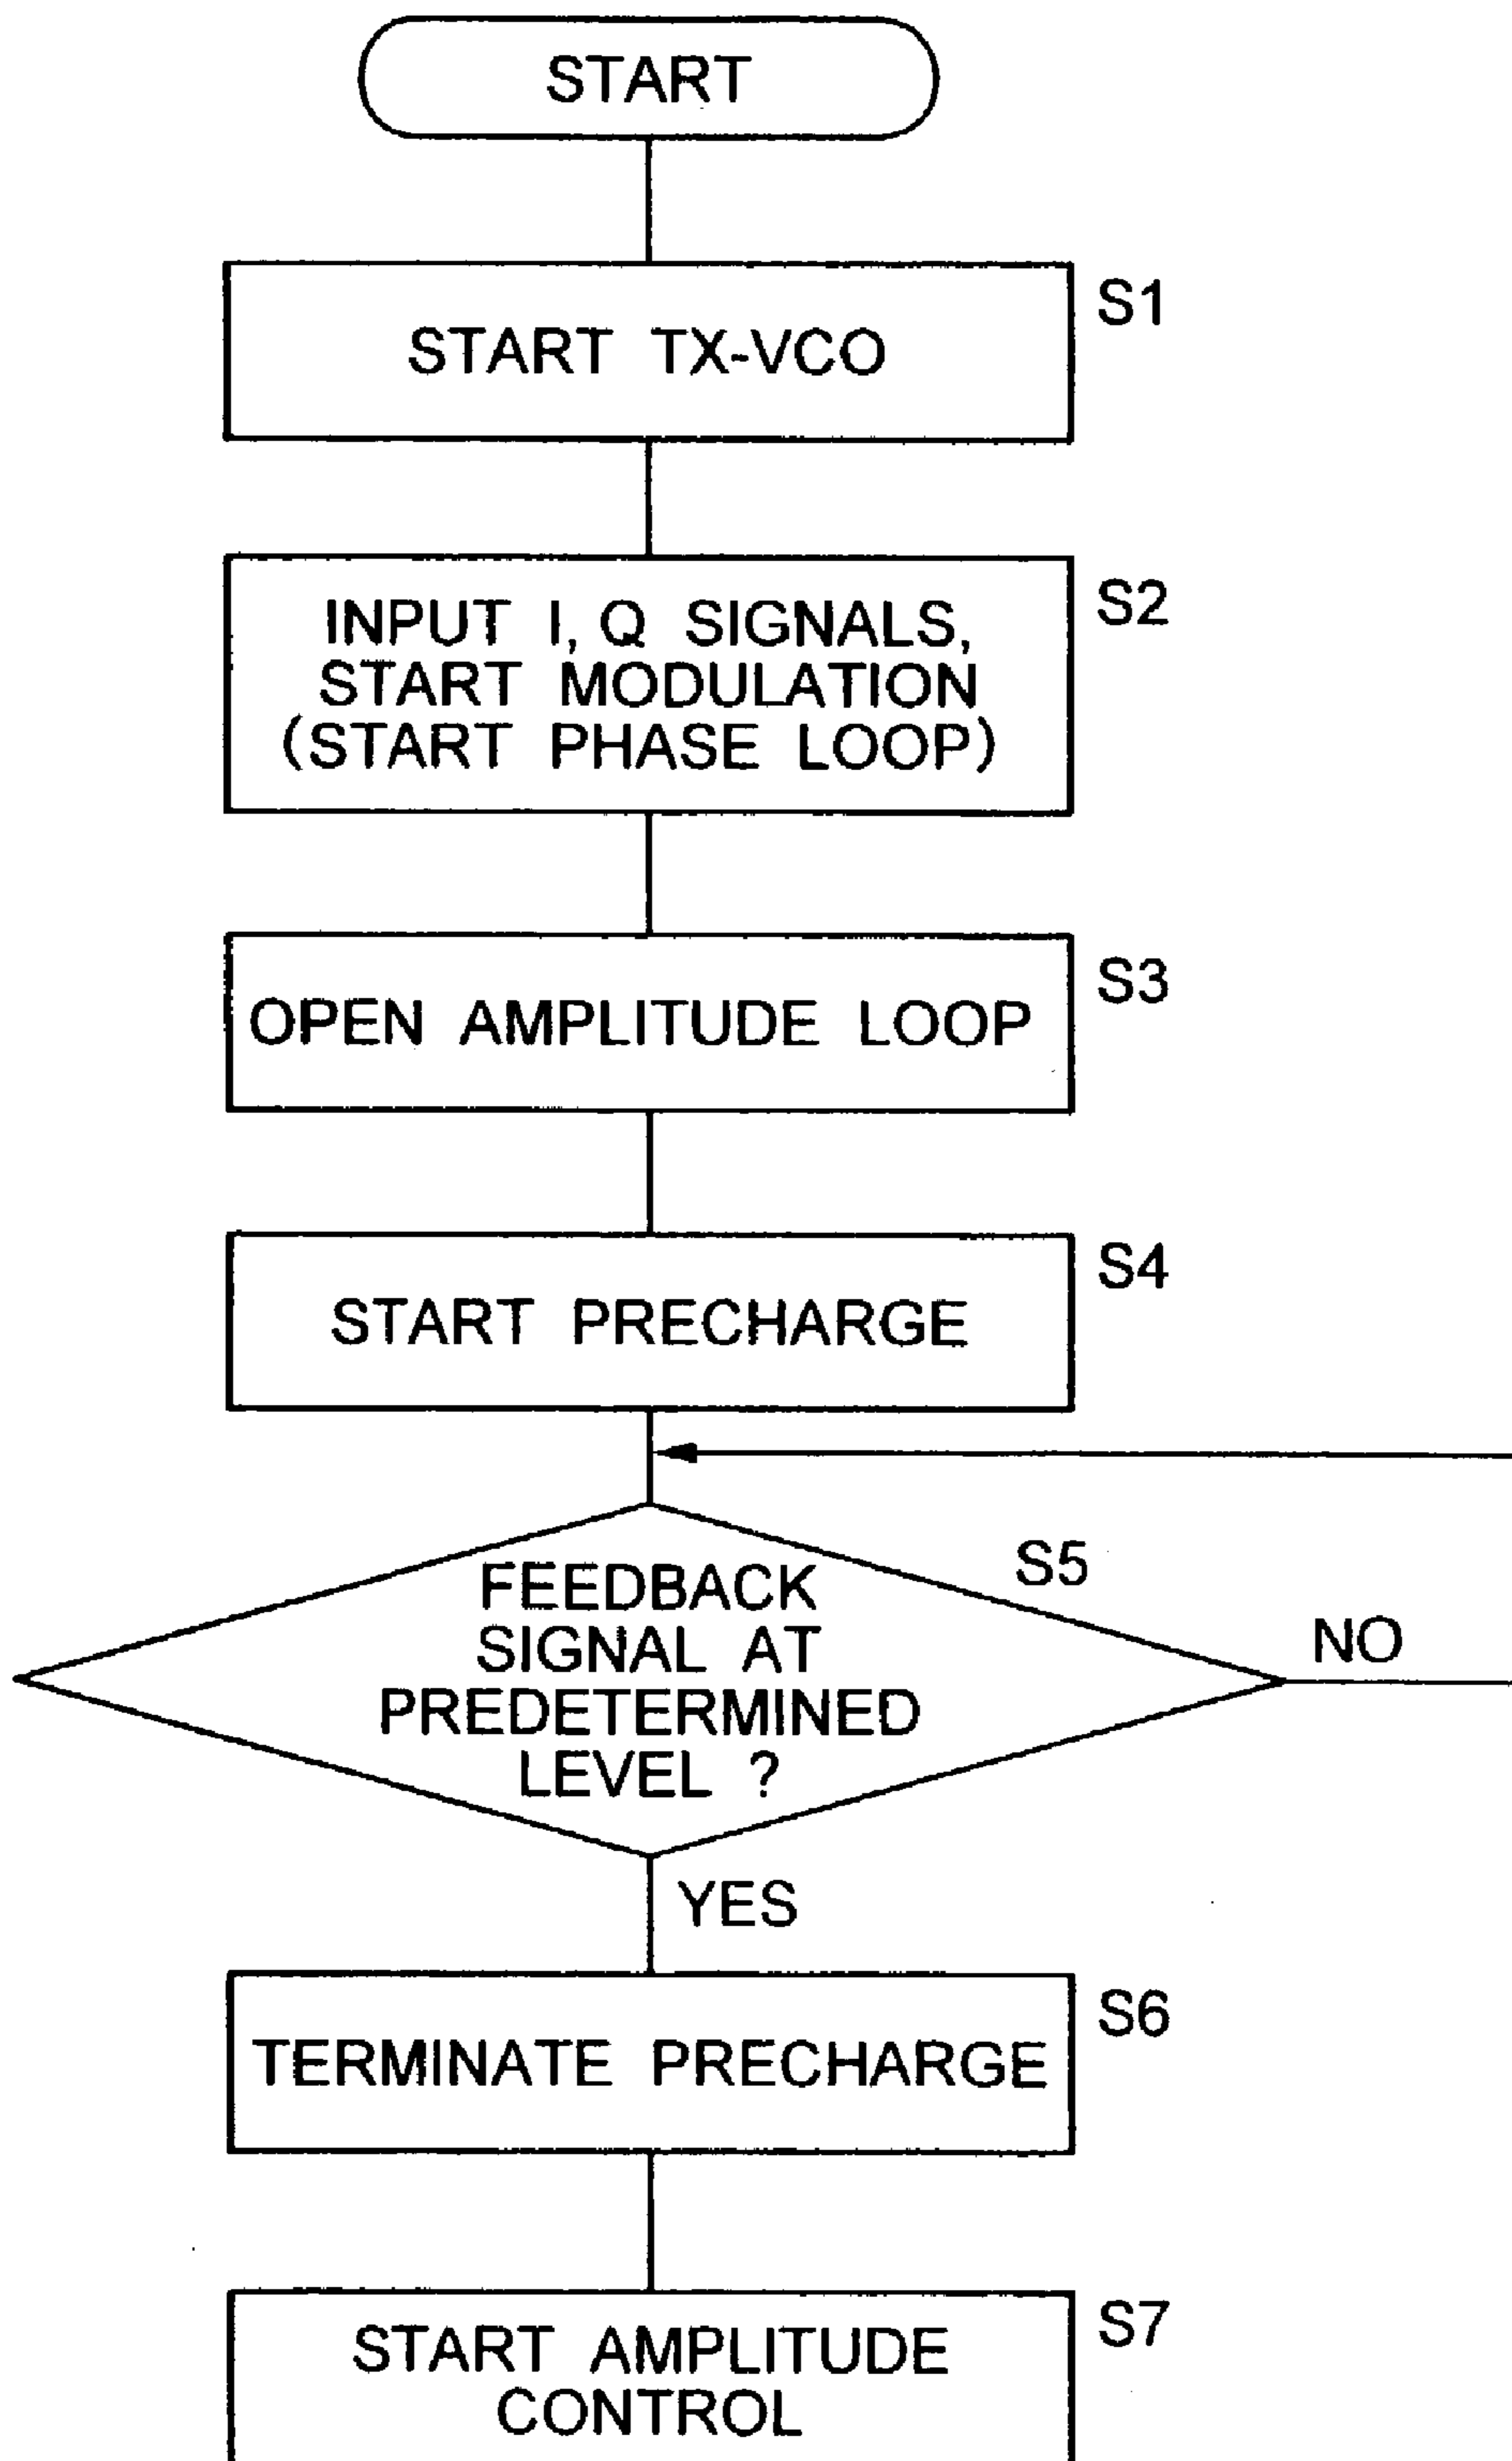 START
S1
START TX-VCO
S2
INPUT I, Q SIGNALS,
START MODULATION
(START PHASE LOOP)
S3
OPEN AMPLITUDE LOOP
S4
START PRECHARGE
S5
FEEDBACK
SIGNAL AT
PREDETERMINED
LEVEL ?
NO
YES
S6
TERMINATE PRECHARGE
S7
START AMPLITUDE
CONTROL